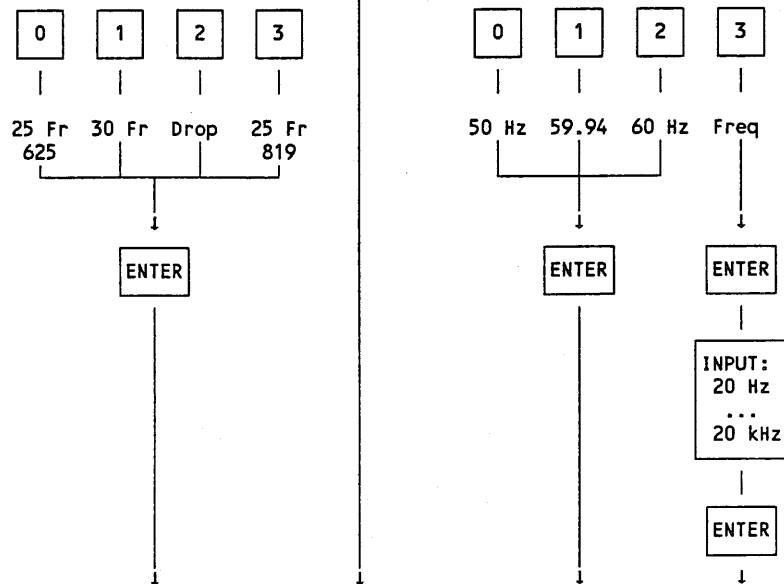 0 1 2 3 0 1 2 3
25 Fr 30 Fr Drop 25 Fr 50 Hz 59.94 60 Hz Freq
625 819
ENTER ENTER ENTER
INPUT:
20 Hz
...
20 kHz
ENTER